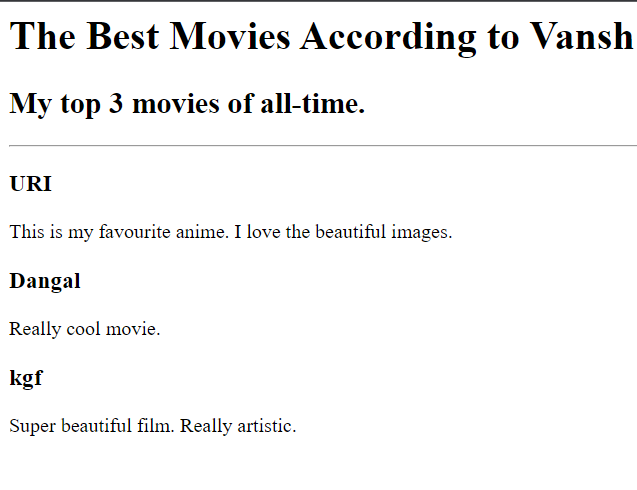 The Best Movies According to Vansh
My top 3 movies of all-time.
URI
This is my favourite anime. I love the beautiful images.
Dangal
Really cool movie.
kgf
Super beautiful film. Really artistic.